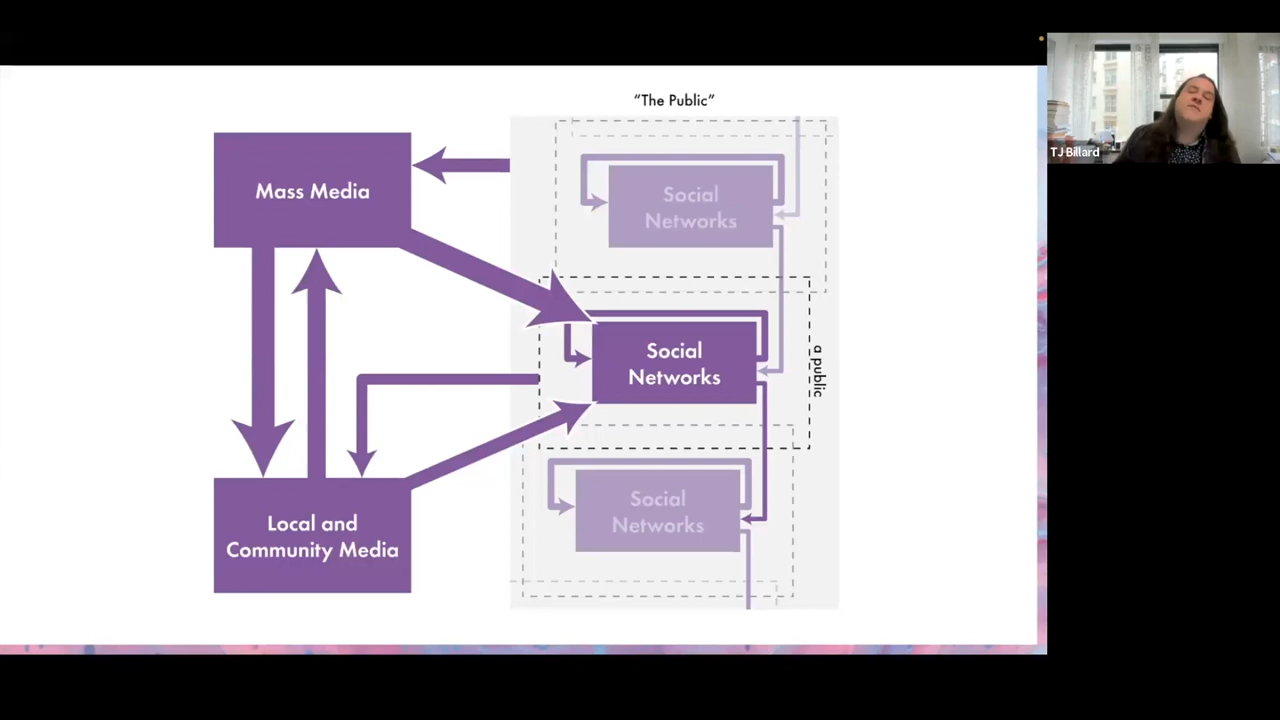 “The Public”
Mass Media
Social
Networks
Social
Networks
a public
Social
Networks
Local and
Community Media
TJ Billard